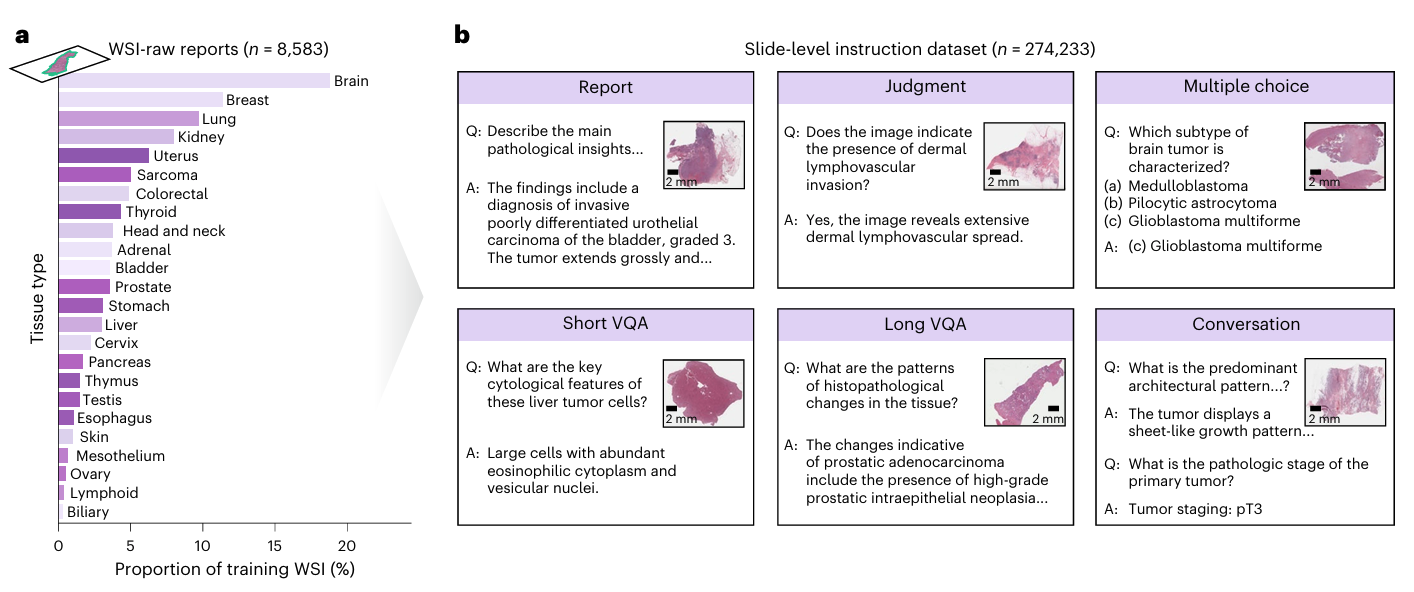 a
WSI-raw reports (n = 8,583)
Brain
Breast
Lung
Kidney
Uterus
Sarcoma
Colorectal
Thyroid
Head and neck
Adrenal
Bladder
Prostate
Stomach
Liver
Cervix
Pancreas
Thymus
Testis
Esophagus
Skin
Mesothelium
Ovary
Lymphoid
Biliary
Tissue type
0 5 10 15 20
Proportion of training WSI (%)
b
Slide-level instruction dataset (n = 274,233)
Report
Q: Describe the main
pathological insights...
2 mm
A: The findings include a
diagnosis of invasive
poorly differentiated urothelial
carcinoma of the bladder, graded 3.
The tumor extends grossly and...
Judgment
Q: Does the image indicate
the presence of dermal
lymphovascular
invasion?
2 mm
A: Yes, the image reveals extensive
dermal lymphovascular spread.
Multiple choice
Q: Which subtype of
brain tumor is
characterized?
2 mm
(a) Medulloblastoma
(b) Pilocytic astrocytoma
(c) Glioblastoma multiforme
A: (c) Glioblastoma multiforme
Short VQA
Q: What are the key
cytological features of
these liver tumor cells?
2 mm
A: Large cells with abundant
eosinophilic cytoplasm and
vesicular nuclei.
Long VQA
Q: What are the patterns
of histopathological
changes in the tissue?
2 mm
A: The changes indicative
of prostatic adenocarcinoma
include the presence of high-grade
prostatic intraepithelial neoplasia...
Conversation
Q: What is the predominant
architectural pattern...?
2 mm
A: The tumor displays a
sheet-like growth pattern...
Q: What is the pathologic stage of the
primary tumor?
A: Tumor staging: pT3